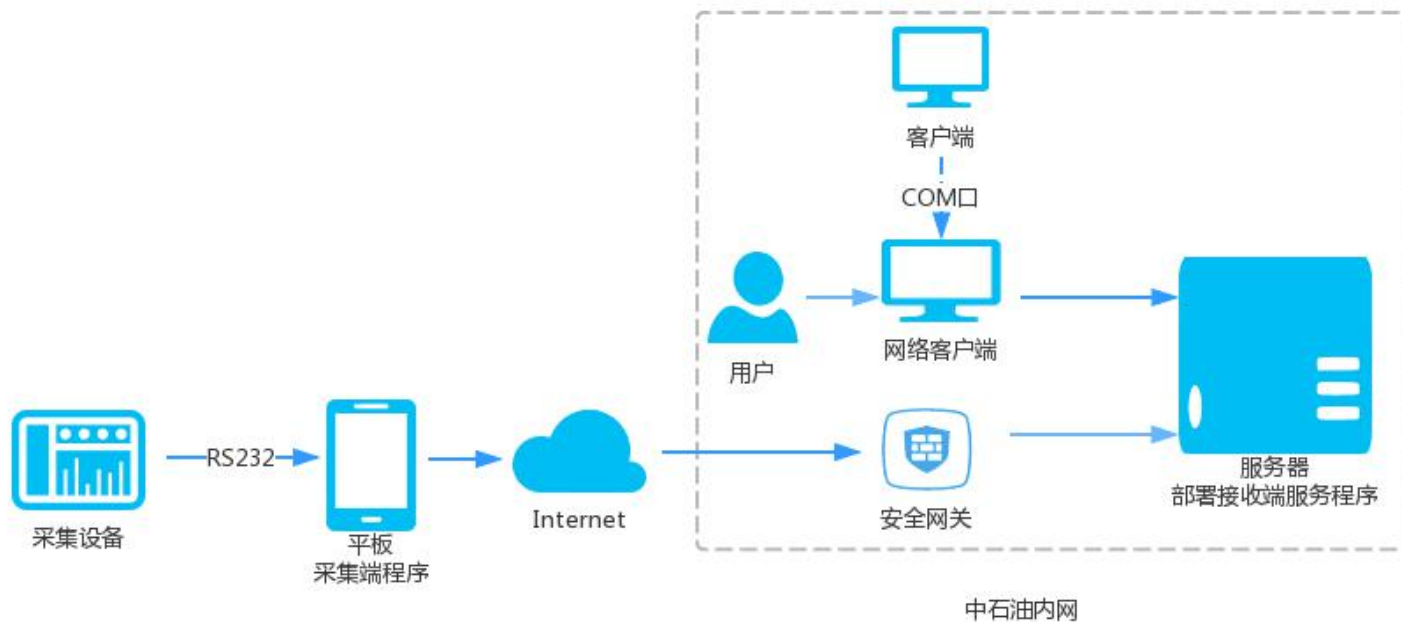 客户端
COM口
用户
网络客户端
采集设备
RS232
平板
采集端程序
Internet
安全网关
服务器
部署接收端服务程序
中石油内网